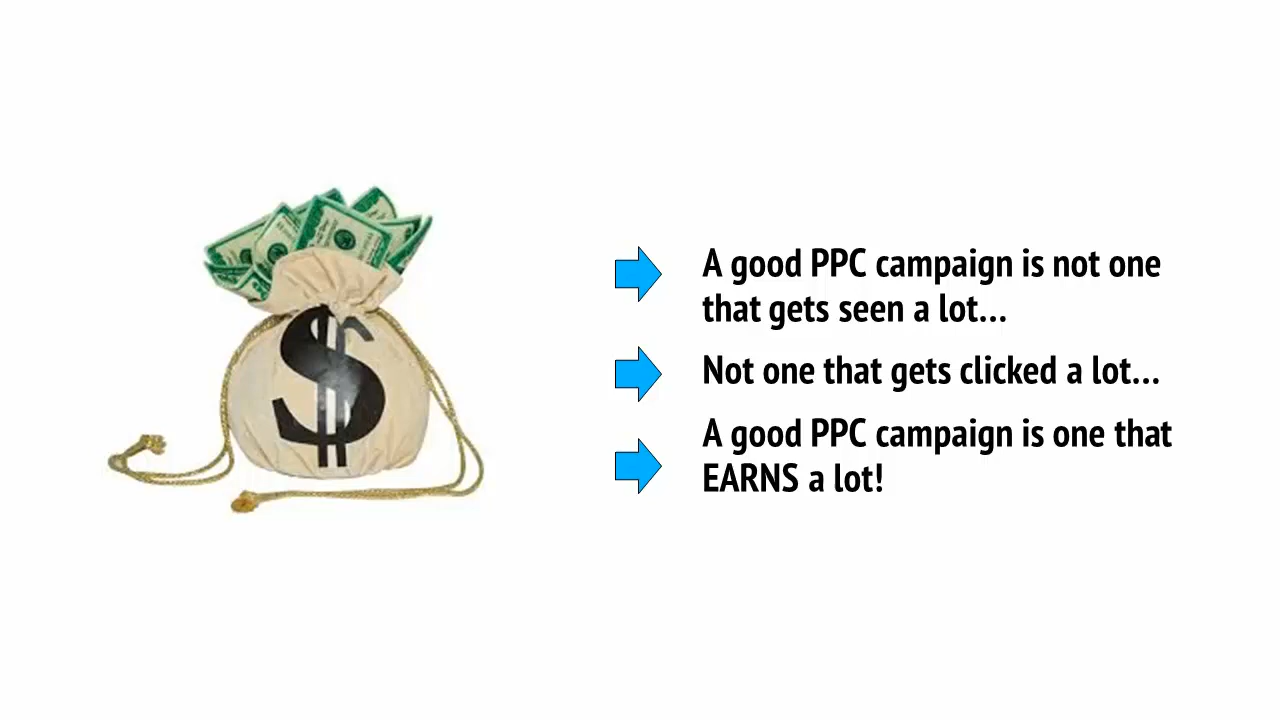 $
A good PPC campaign is not one
that gets seen a lot...
Not one that gets clicked a lot...
A good PPC campaign is one that
EARNS a lot!